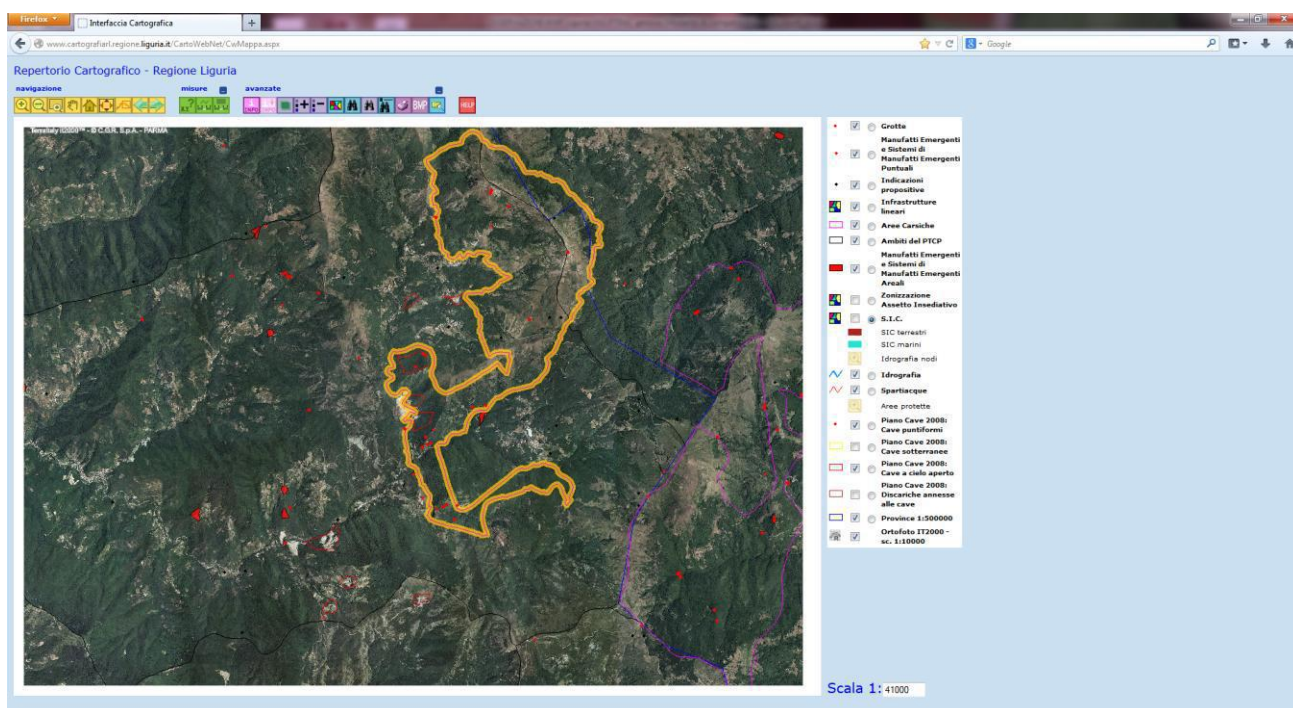 Firefox
Interfaccia Cartografica
+
www.cartografiarl.regione.liguria.it/CartoWebNet/CwMappa.aspx
Google
Repertorio Cartografico - Regione Liguria
navigazione misure avanzate
BMP HELP
TerraItaly it2000™ - © C.G.R. S.p.A. - PARMA
Grotte
Manufatti Emergenti
e Sistemi di
Manufatti Emergenti
Puntuali
Indicazioni
propositive
Infrastrutture
lineari
Aree Carsiche
Ambiti del PTCP
Manufatti Emergenti
e Sistemi di
Manufatti Emergenti
Areali
Zonizzazione
Assetto Insediativo
S.I.C.
SIC terrestri
SIC marini
Idrografia nodi
Idrografia
Spartiacque
Aree protette
Piano Cave 2008:
Cave puntiformi
Piano Cave 2008:
Cave sotterranee
Piano Cave 2008:
Cave a cielo aperto
Piano Cave 2008:
Discariche annesse
alle cave
Province 1:500000
Ortofoto IT2000 -
sc. 1:10000
Scala 1: 41000